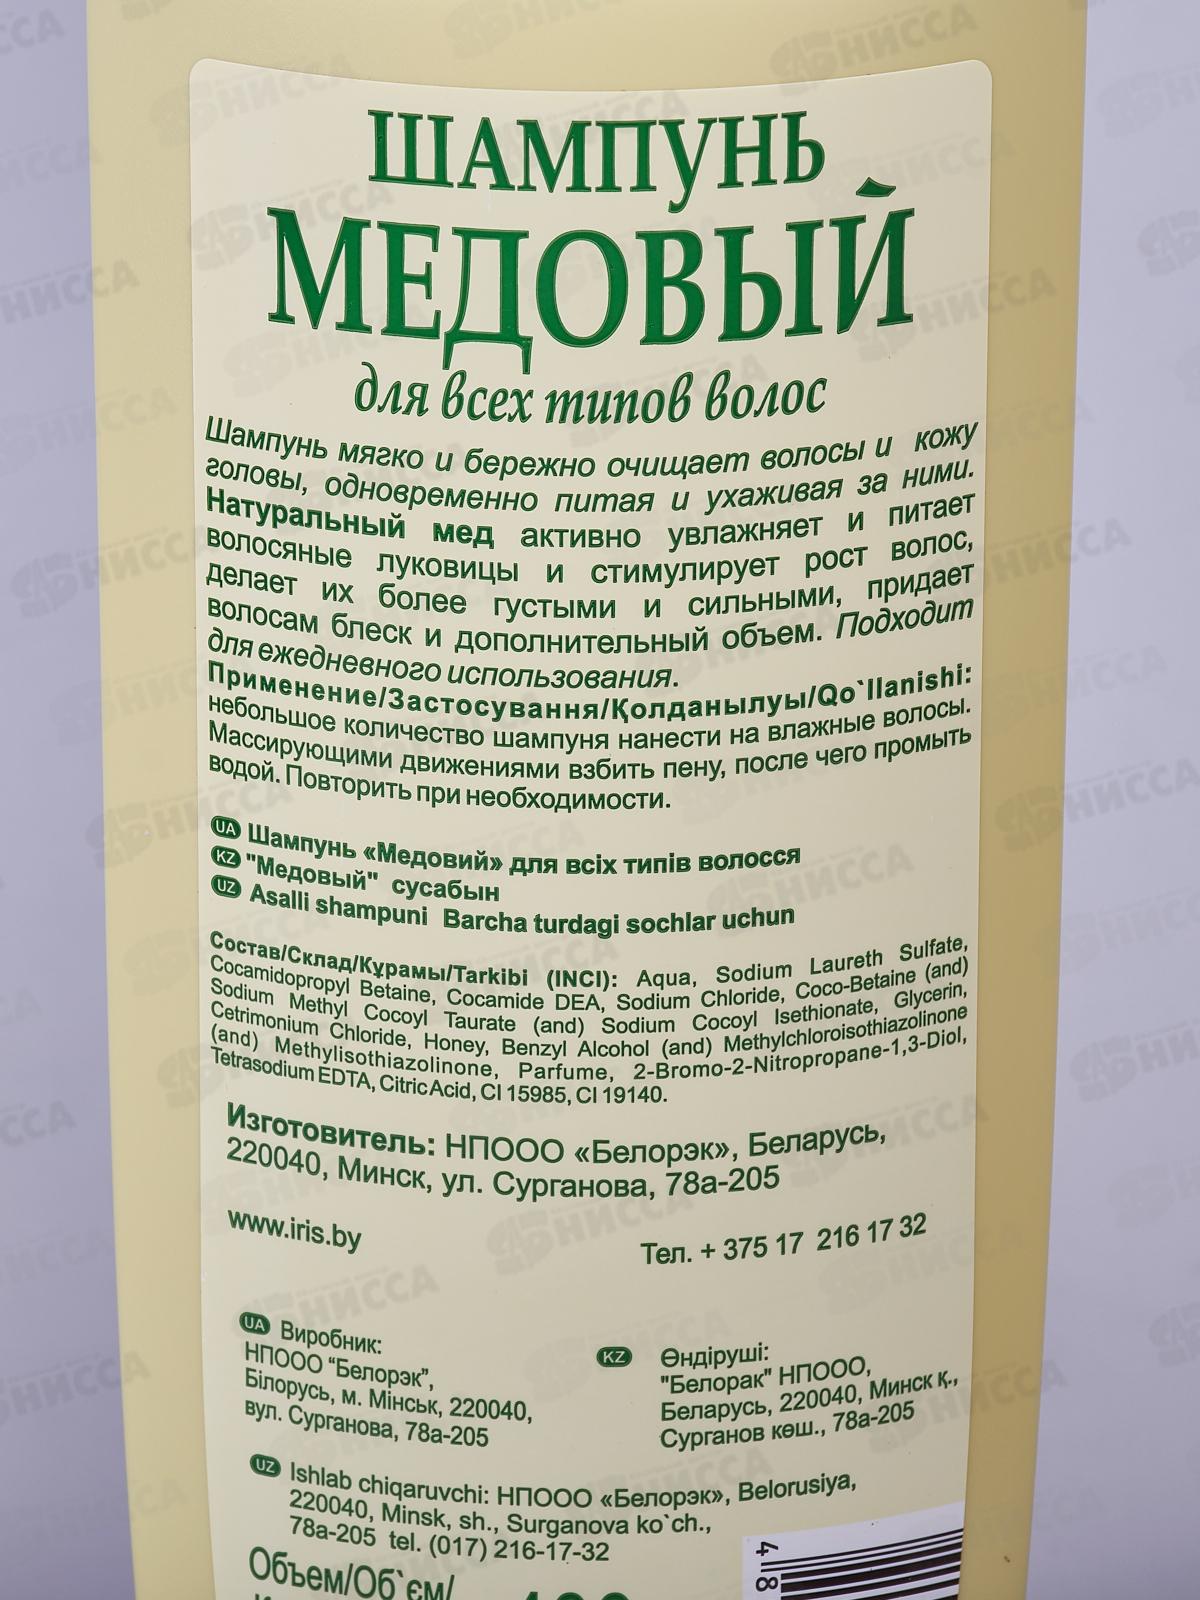 ШАМПУНЬ
МЕДОВЫЙ
для всех типов волос
Шампунь мягко и бережно очищает волосы и кожу
головы, одновременно питая и ухаживая за ними.
Натуральный мед активно увлажняет и питает
волосяные луковицы и стимулирует рост волос,
делает их более густыми и сильными, придает
волосам блеск и дополнительный объем. Подходит
для ежедневного использования.
Применение/Застосування/Қолданылуы/Qo`llanishi:
небольшое количество шампуня нанести на влажные волосы.
Массирующими движениями взбить пену, после чего промыть
водой. Повторить при необходимости.
UA Шампунь «Медовий» для всіх типів волосся
KZ "Медовый" сусабын
UZ Asalli shampuni Barcha turdagi sochlar uchun
Состав/Склад/Құрамы/Tarkibi (INCI): Aqua, Sodium Laureth Sulfate,
Cocamidopropyl Betaine, Cocamide DEA, Sodium Chloride, Coco-Betaine (and)
Sodium Methyl Cocoyl Taurate (and) Sodium Cocoyl Isethionate, Glycerin,
Cetrimonium Chloride, Honey, Benzyl Alcohol (and) Methylchloroisothiazolinone
(and) Methylisothiazolinone, Parfume, 2-Bromo-2-Nitropropane-1,3-Diol,
Tetrasodium EDTA, Citric Acid, CI 15985, CI 19140.
Изготовитель: НПООО «Белорэк», Беларусь,
220040, Минск, ул. Сурганова, 78а-205
www.iris.by
Тел. + 375 17 216 17 32
UA Виробник:
НПООО "Белорэк",
Білорусь, м. Мінськ, 220040,
вул. Сурганова, 78а-205
KZ Өндіруші:
"Белорак" НПООО,
Беларусь, 220040, Минск қ.,
Сурганов көш., 78а-205
UZ Ishlab chiqaruvchi: НПООО «Белорэк», Belorusiya,
220040, Minsk, sh., Surganova ko`ch.,
78a-205 tel. (017) 216-17-32
Объем/Об`єм/
4 8